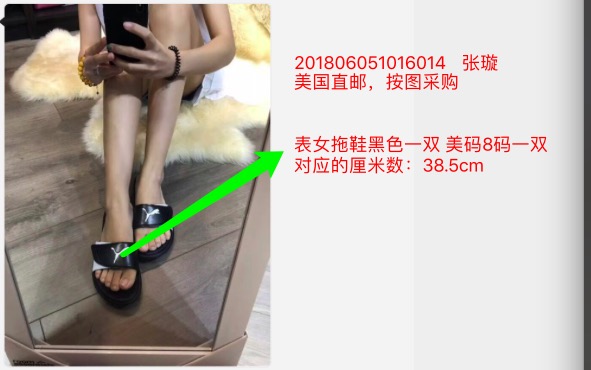 201806051016014 张璇
美国直邮，按图采购
表女拖鞋黑色一双 美码8码一双
对应的厘米数：38.5cm